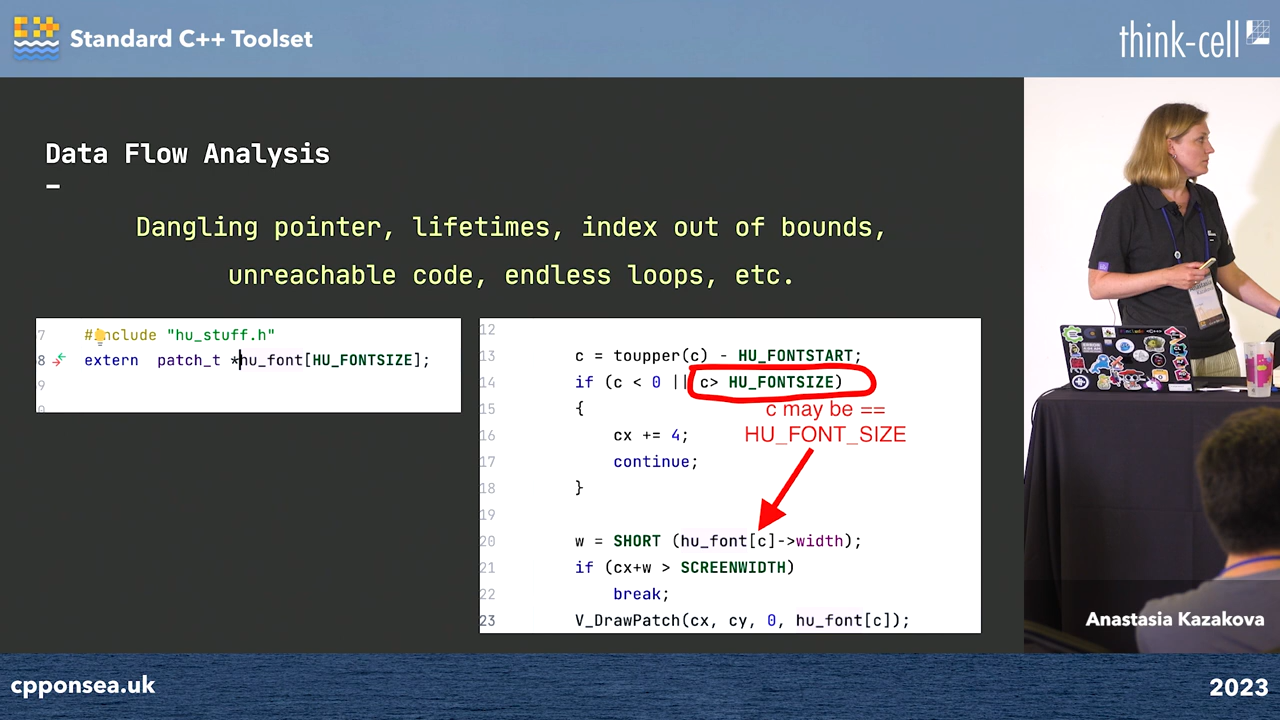 Standard C++ Toolset
think-cell
Data Flow Analysis
Dangling pointer, lifetimes, index out of bounds,
unreachable code, endless loops, etc.
7 #include "hu_stuff.h"
8 extern patch_t *hu_font[HU_FONTSIZE];
9
12
13 c = toupper(c) - HU_FONTSTART;
14 if (c < 0 || c> HU_FONTSIZE)
15 {
c may be ==
HU_FONT_SIZE
16 cx += 4;
17 continue;
18 }
19
20 w = SHORT (hu_font[c]->width);
21 if (cx+w > SCREENWIDTH)
22 break;
23 V_DrawPatch(cx, cy, 0, hu_font[c]);
Anastasia
Kazakova
Anastasia Kazakova
cpponsea.uk
2023